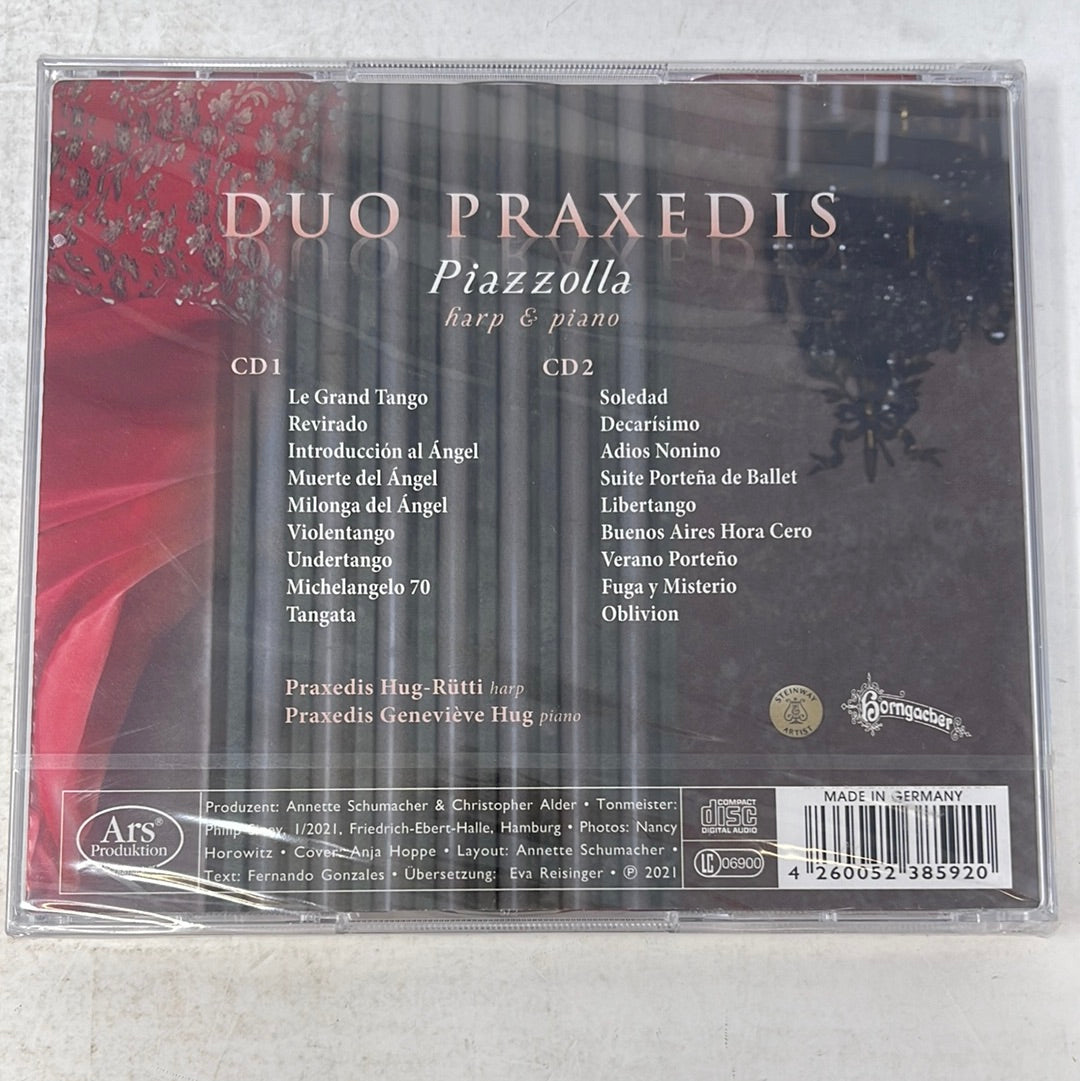 DUO PRAXEDIS
Piazzolla
harp & piano
CD1
Le Grand Tango
Revirado
Introducción al Ángel
Muerte del Ángel
Milonga del Ángel
Violentango
Undertango
Michelangelo 70
Tangata
CD2
Soledad
Decarísimo
Adios Nonino
Suite Porteña de Ballet
Libertango
Buenos Aires Hora Cero
Verano Porteño
Fuga y Misterio
Oblivion
Praxedis Hug-Rütti harp
Praxedis Geneviève Hug piano
STEINWAY
ARTIST
Horngacher
Ars®
Produktion
Produzent: Annette Schumacher & Christopher Alder • Tonmeister:
1/2021, Friedrich-Ebert-Halle, Hamburg • Photos: Nancy
Horowitz • Cover: Anja Hoppe • Layout: Annette Schumacher •
Text: Fernando Gonzales • Übersetzung: Eva Reisinger • ℗ 2021
COMPACT
disc
DIGITAL AUDIO
LC 06900
MADE IN GERMANY
4 260052 385920